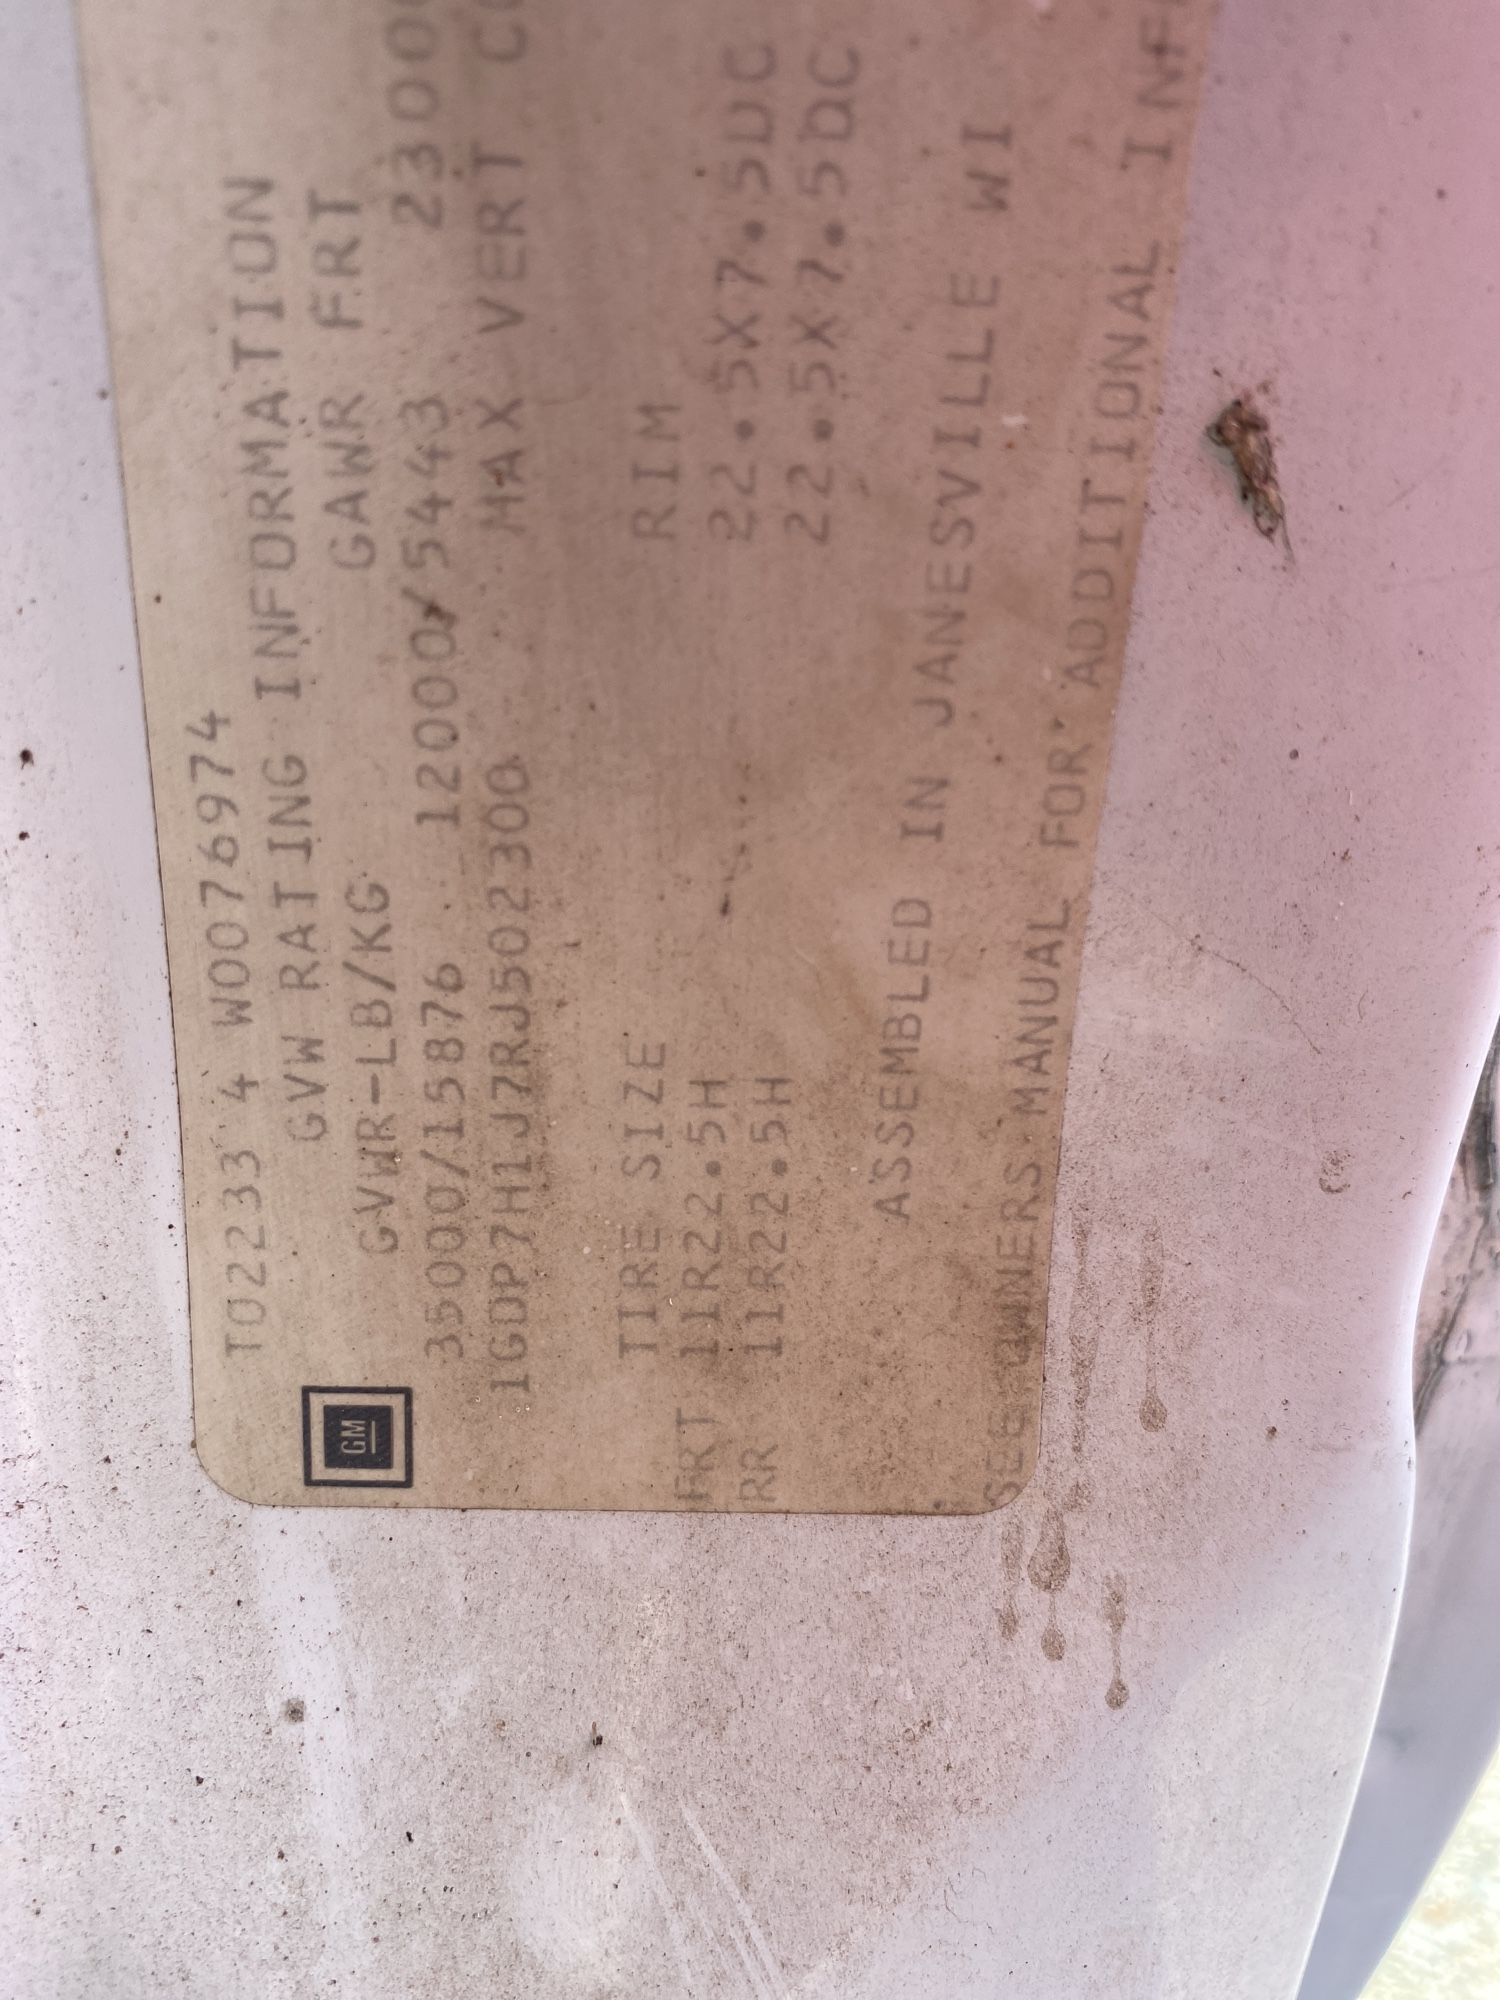 T02233 4 W0076974
GVW RATING INFORMATION
GM
GVWR-LB/KG GAWR FRT
35000/15876 12000/5443 2300
1GDP7H1J7RJ502300 MAX VERT
TIRE SIZE RIM
FRT 11R22.5H 22.5X7.5DC
RR 11R22.5H 22.5X7.5DC
ASSEMBLED IN JANESVILLE WI
SEE OWNERS MANUAL FOR ADDITIONAL INF